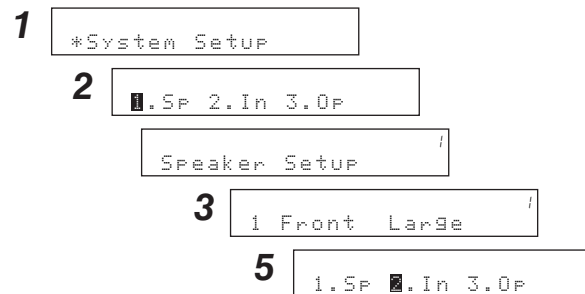 1
*System Setup
2
1.Sp 2.In 3.Op
1
Speaker Setup
3
1
1 Front Large
5
1.Sp 2.In 3.Op